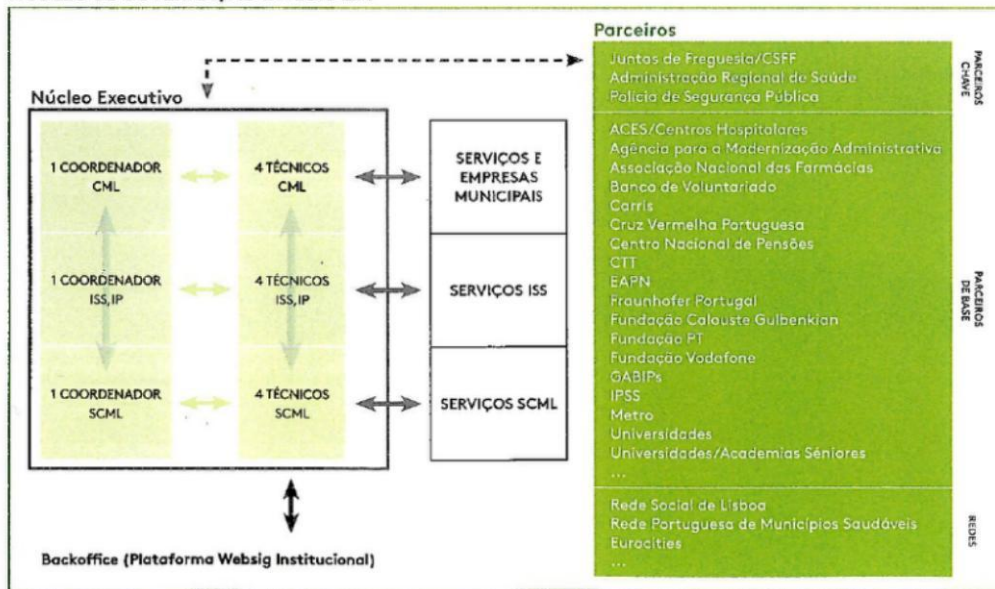 Núcleo Executivo
1 COORDENADOR
CML
4 TÉCNICOS
CML
SERVIÇOS E
EMPRESAS
MUNICIPAIS
1 COORDENADOR
ISS,IP
4 TÉCNICOS
ISS,IP
SERVIÇOS ISS
1 COORDENADOR
SCML
4 TÉCNICOS
SCML
SERVIÇOS SCML
Backoffice (Plataforma Websig Institucional)
Parceiros
Juntas de Freguesia/CSFF
Administração Regional de Saúde
Polícia de Segurança Pública
PARCEIROS
CHAVE
ACES/Centros Hospitalares
Agência para a Modernização Administrativa
Associação Nacional das Farmácias
Banco de Voluntariado
Carris
Cruz Vermelha Portuguesa
Centro Nacional de Pensões
CTT
EAPN
Fraunhofer Portugal
Fundação Calouste Gulbenkian
Fundação PT
Fundação Vodafone
GABIPs
IPSS
Metro
Universidades
Universidades/Academias Séniores
...
PARCEIROS
DE BASE
Rede Social de Lisboa
Rede Portuguesa de Municípios Saudáveis
Eurocities
...
REDES